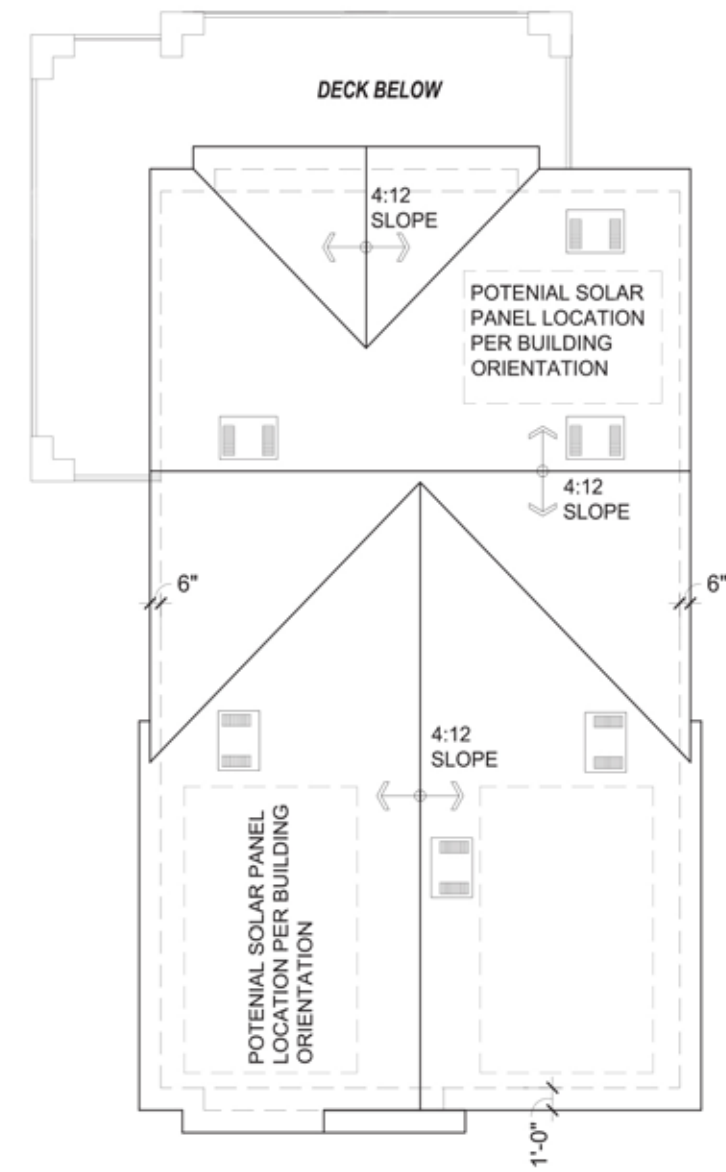 DECK BELOW
4:12
SLOPE
POTENIAL SOLAR
PANEL LOCATION
PER BUILDING
ORIENTATION
4:12
SLOPE
6"
6"
4:12
SLOPE
POTENIAL SOLAR PANEL
LOCATION PER BUILDING
ORIENTATION
1'-0"